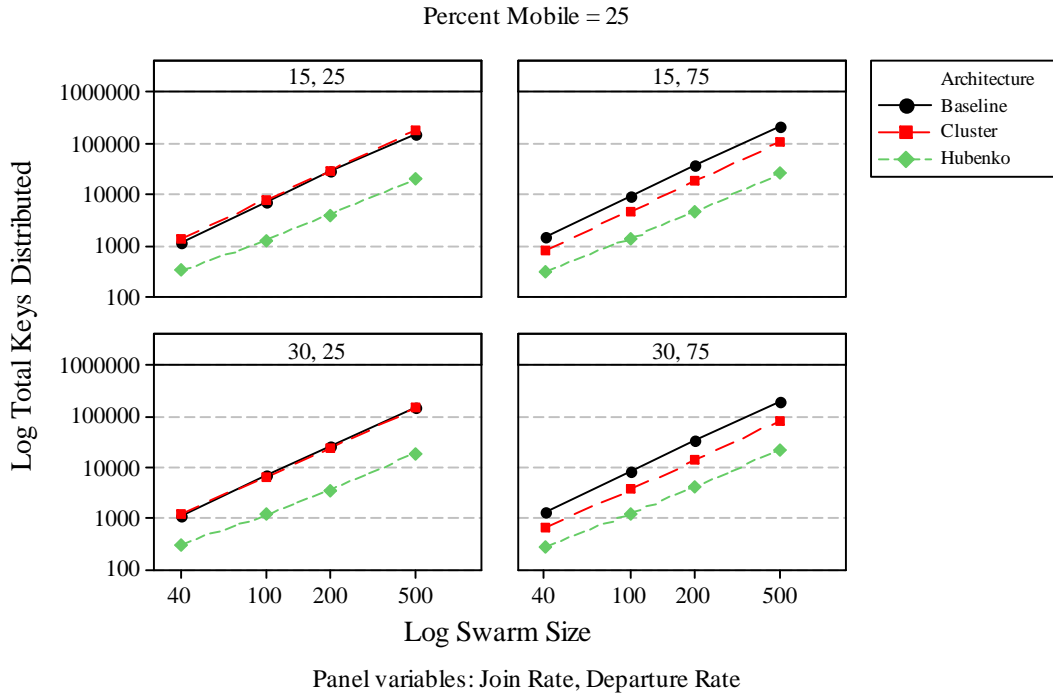 Percent Mobile = 25
15, 25
15, 75
Architecture
Baseline
Cluster
Hubenko
1000000
100000
10000
1000
100
30, 25
30, 75
1000000
100000
10000
1000
100
Log Total Keys Distributed
40 100 200 500
40 100 200 500
Log Swarm Size
Panel variables: Join Rate, Departure Rate